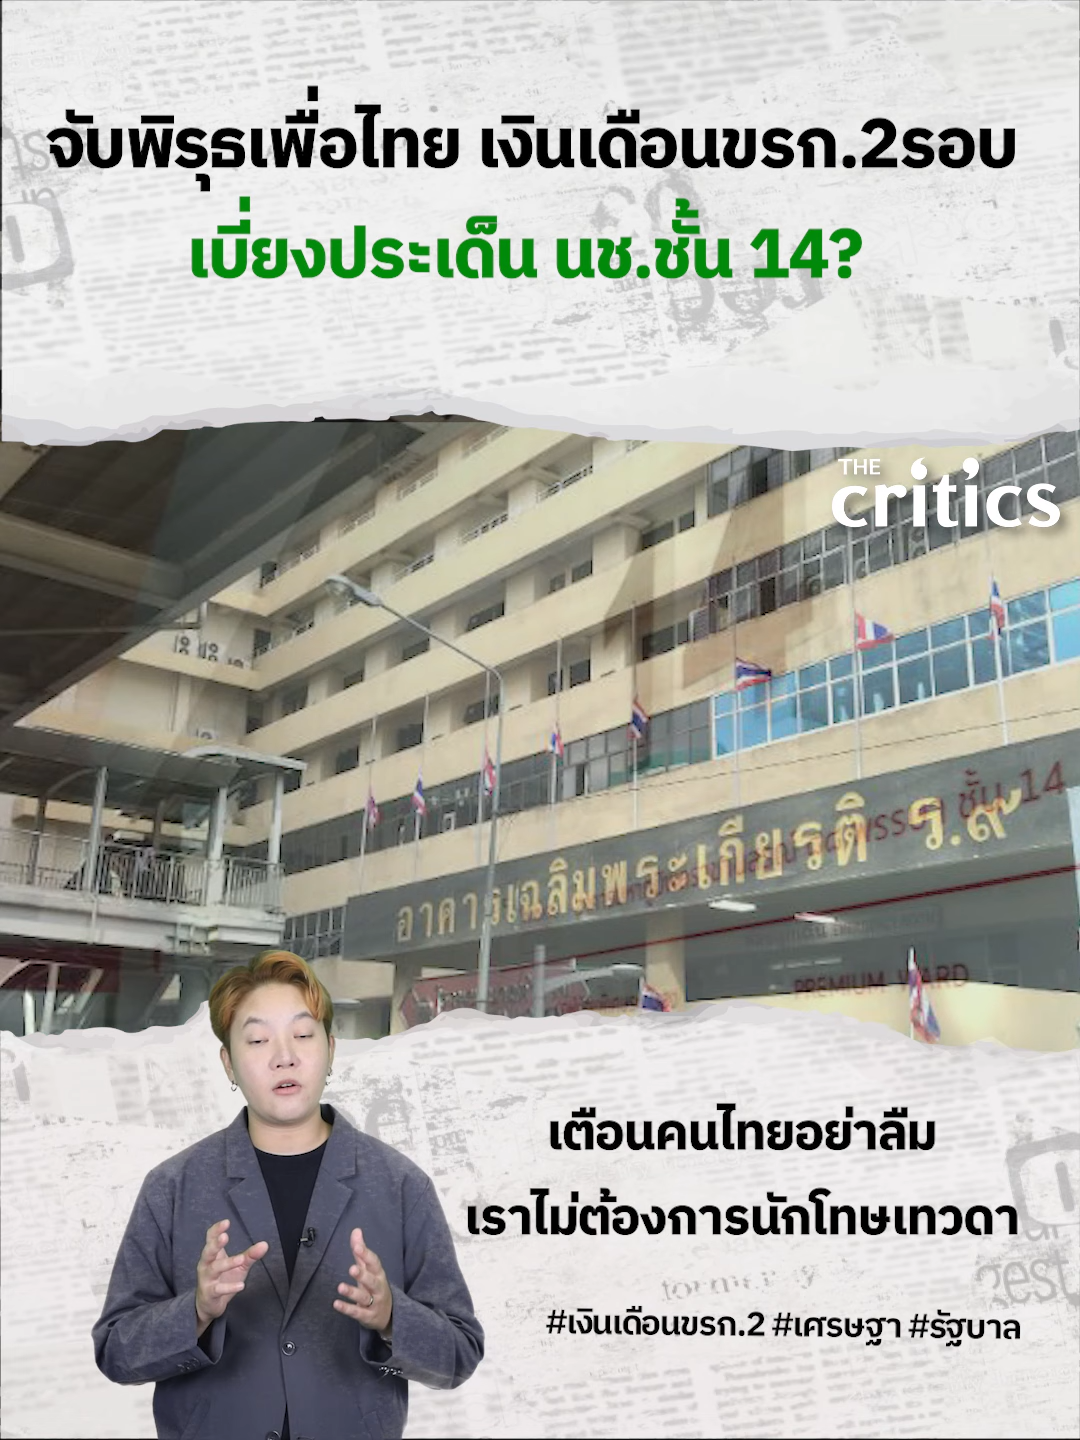 จับพิรุธเพื่อไทย เงินเดือนขรก.2รอบ
เบี่ยงประเด็น นช.ชั้น 14?
THE
critics
อาคารเฉลิมพระเกียรติ ร.๙
ชั้น 14
PREMIUM WARD
เตือนคนไทยอย่าลืม
เราไม่ต้องการนักโทษเทวดา
#เงินเดือนขรก.2 #เศรษฐา #รัฐบาล